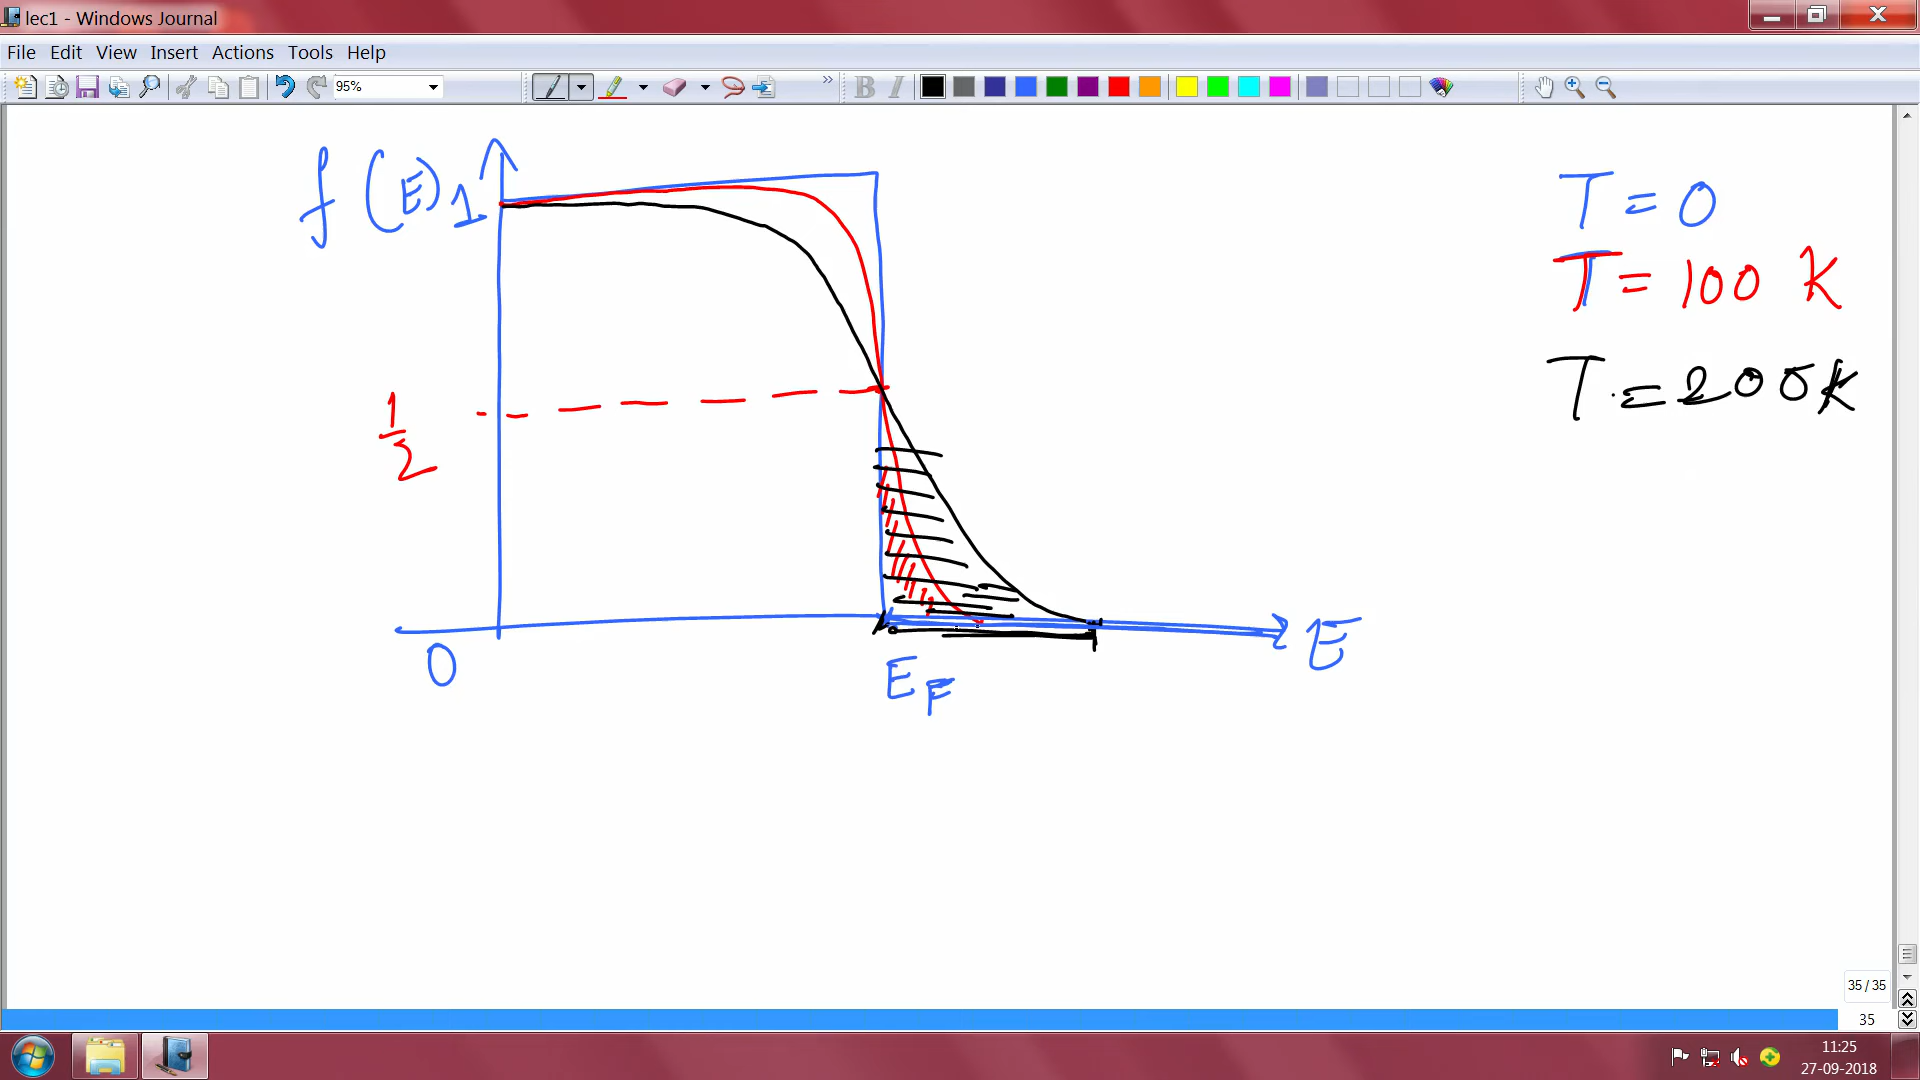 lec1 - Windows Journal
File Edit View Insert Actions Tools Help
95%
B I
f(E)
1
T = 0
T = 100 K
T = 200K
1/2
0
E
E_F
35 / 35
35
11:25
27-09-2018